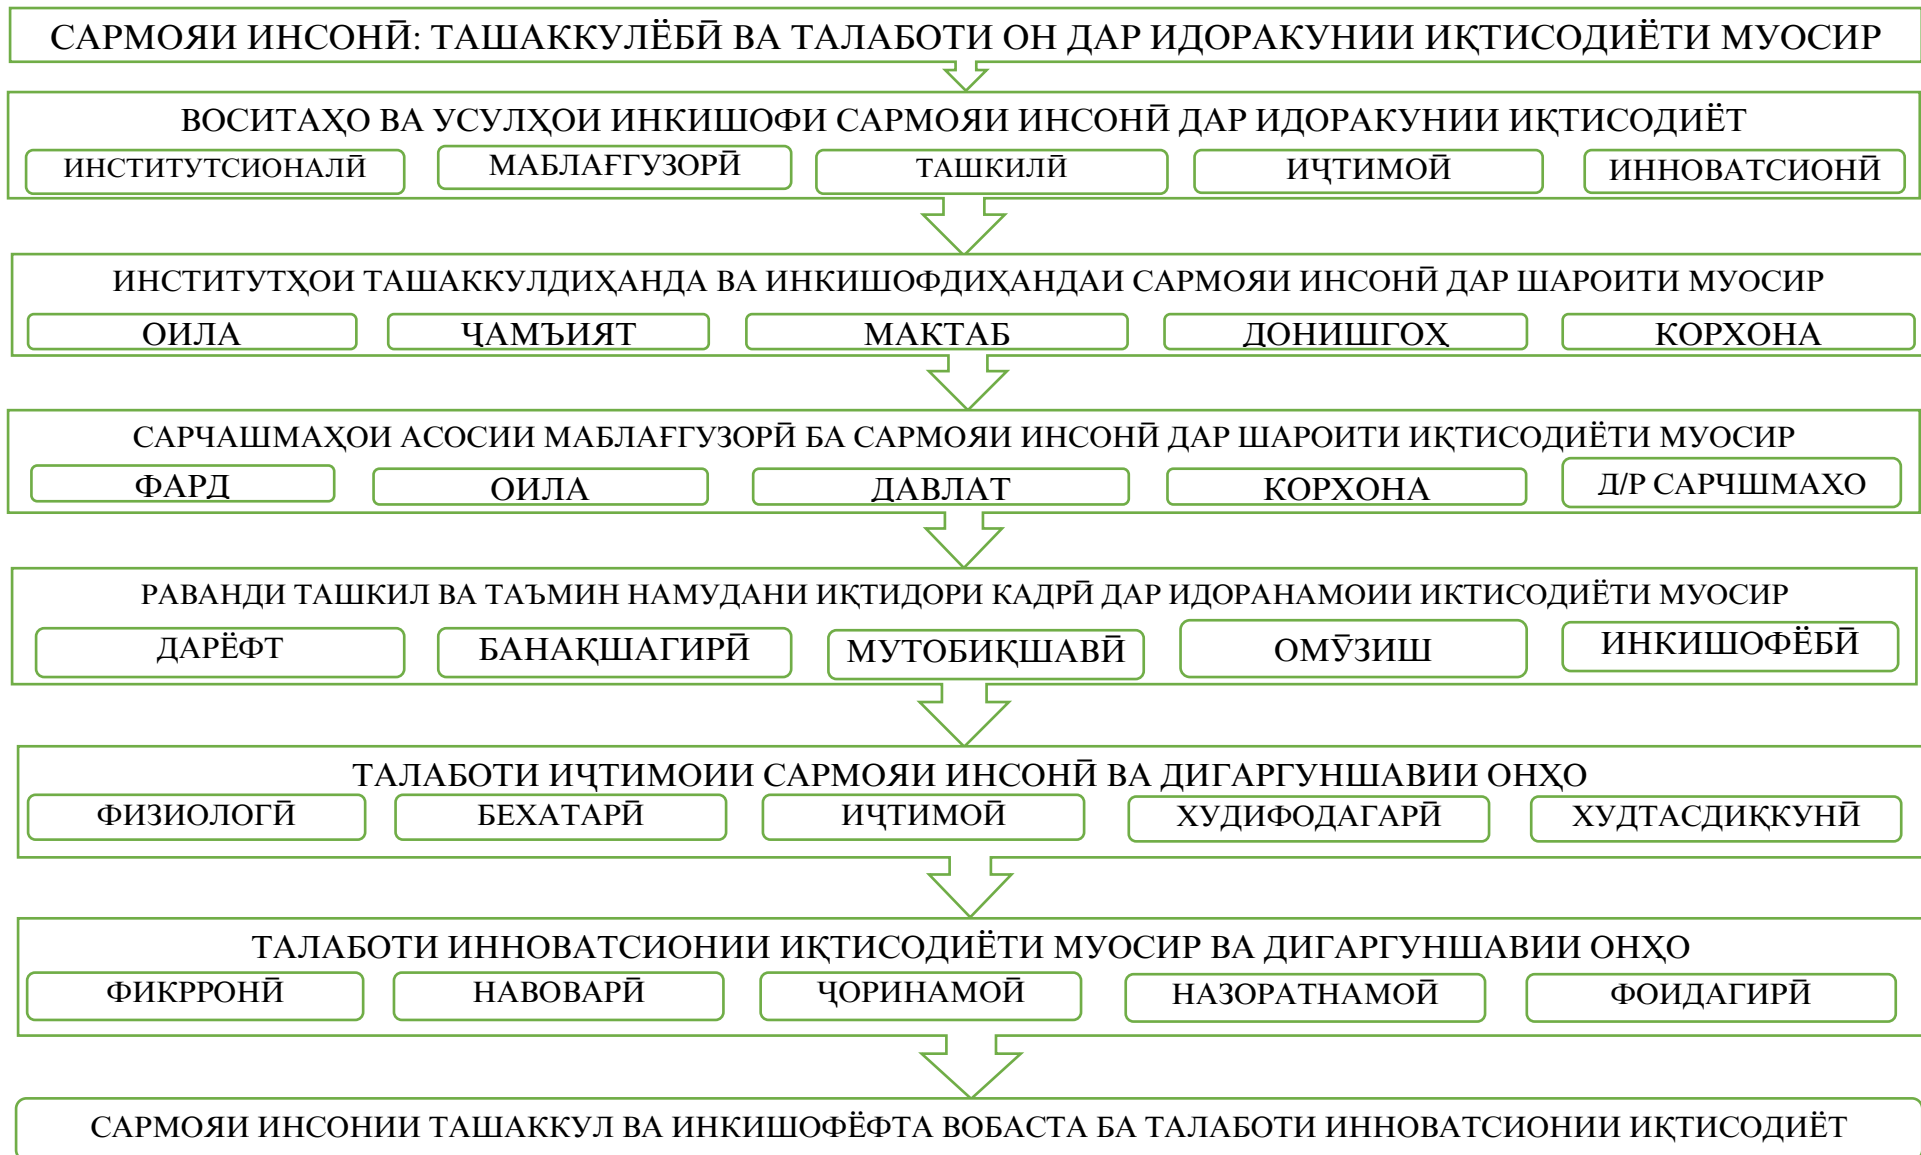 САРМОЯИ ИНСОНӢ: ТАШАККУЛЁБӢ ВА ТАЛАБОТИ ОН ДАР ИДОРАКУНИИ ИҚТИСОДИЁТИ МУОСИР
ВОСИТАҲО ВА УСУЛҲОИ ИНКИШОФИ САРМОЯИ ИНСОНӢ ДАР ИДОРАКУНИИ ИҚТИСОДИЁТ
ИНСТИТУТСИОНАЛӢ МАБЛАҒГУЗОРӢ ТАШКИЛӢ ИҶТИМОӢ ИННОВАТСИОНӢ
ИНСТИТУТҲОИ ТАШАККУЛДИҲАНДА ВА ИНКИШОФДИҲАНДАИ САРМОЯИ ИНСОНӢ ДАР ШАРОИТИ МУОСИР
ОИЛА ҶАМЪИЯТ МАКТАБ ДОНИШГОҲ КОРХОНА
САРЧАШМАҲОИ АСОСИИ МАБЛАҒГУЗОРӢ БА САРМОЯИ ИНСОНӢ ДАР ШАРОИТИ ИҚТИСОДИЁТИ МУОСИР
ФАРД ОИЛА ДАВЛАТ КОРХОНА Д/Р САРЧШМАХО
РАВАНДИ ТАШКИЛ ВА ТАЪМИН НАМУДАНИ ИҚТИДОРИ КАДРӢ ДАР ИДОРАНАМОИИ ИКТИСОДИЁТИ МУОСИР
ДАРЁФТ БАНАҚШАГИРӢ МУТОБИҚШАВӢ ОМӮЗИШ ИНКИШОФЁБӢ
ТАЛАБОТИ ИҶТИМОИИ САРМОЯИ ИНСОНӢ ВА ДИГАРГУНШАВИИ ОНҲО
ФИЗИОЛОГӢ БЕХАТАРӢ ИҶТИМОӢ ХУДИФОДАГАРӢ ХУДТАСДИҚКУНӢ
ТАЛАБОТИ ИННОВАТСИОНИИ ИҚТИСОДИЁТИ МУОСИР ВА ДИГАРГУНШАВИИ ОНҲО
ФИКРРОНӢ НАВОВАРӢ ҶОРИНАМОӢ НАЗОРАТНАМОӢ ФОИДАГИРӢ
САРМОЯИ ИНСОНИИ ТАШАККУЛ ВА ИНКИШОФЁФТА ВОБАСТА БА ТАЛАБОТИ ИННОВАТСИОНИИ ИҚТИСОДИЁТ